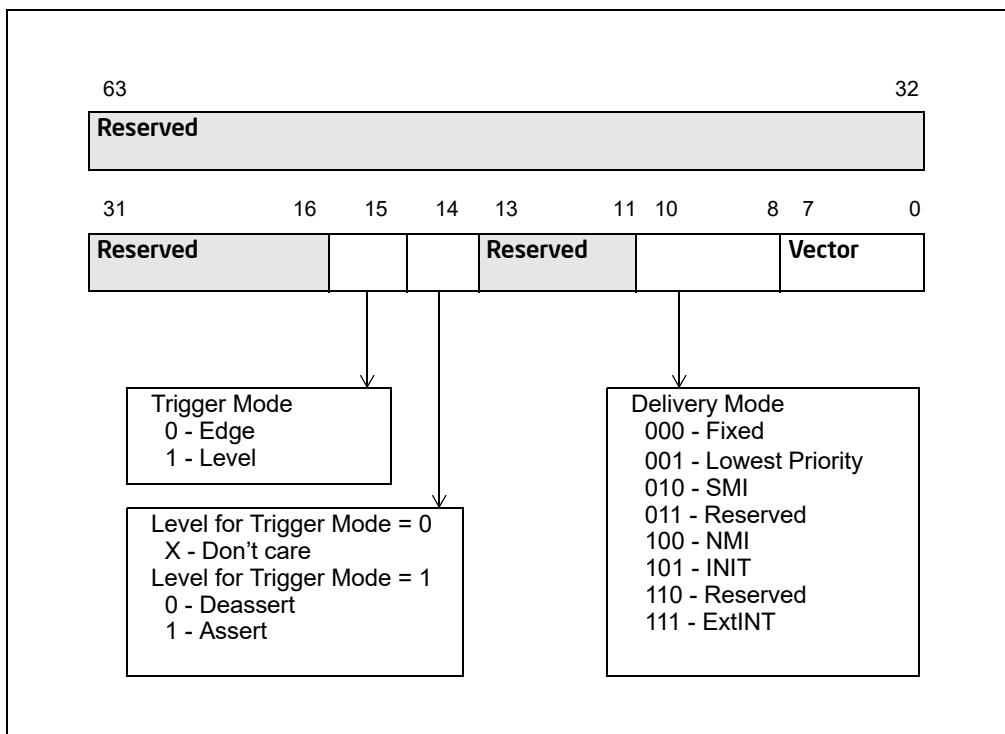 63 32
Reserved
31 16 15 14 13 11 10 8 7 0
Reserved Reserved Vector
Trigger Mode
0 - Edge
1 - Level
Level for Trigger Mode = 0
X - Don't care
Level for Trigger Mode = 1
0 - Deassert
1 - Assert
Delivery Mode
000 - Fixed
001 - Lowest Priority
010 - SMI
011 - Reserved
100 - NMI
101 - INIT
110 - Reserved
111 - ExtINT